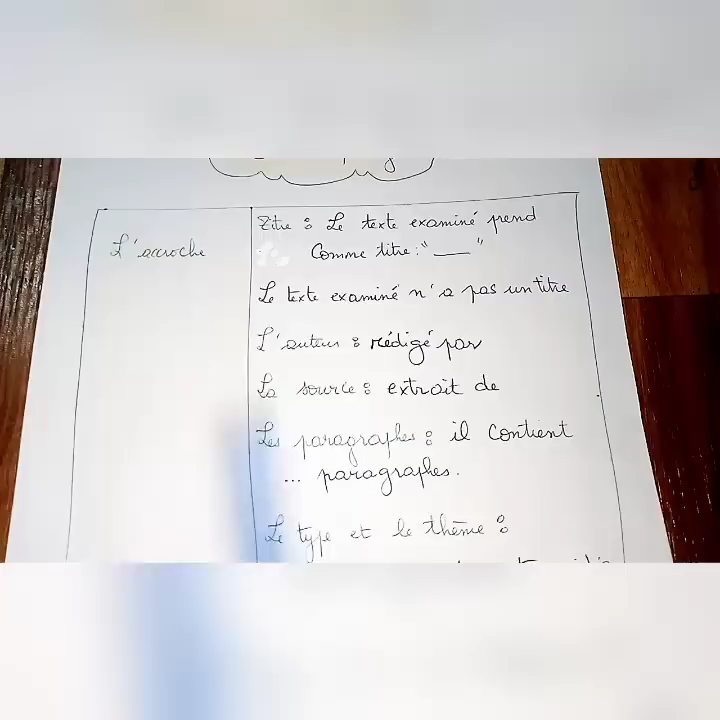 Titre : Le texte examiné prend
L'accroche
Comme titre : "___"
Le texte examiné n'a pas un titre
L'auteur : rédigé par
La source : extrait de
Les paragraphes : il contient
... paragraphes.
Le type et le thème :